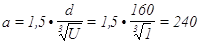 a = 1,5 • d / ∛U = 1,5 • 160 / ∛1 = 240